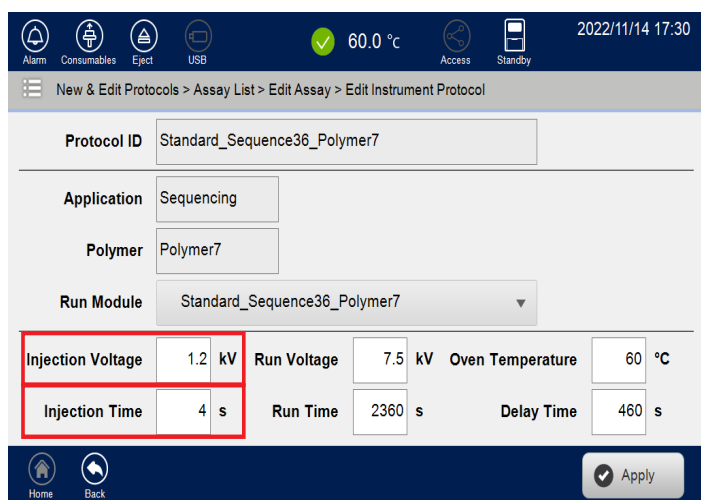 60.0 °c
2022/11/14 17:30
Alarm Consumables Eject USB Access Standby
New & Edit Protocols > Assay List > Edit Assay > Edit Instrument Protocol
Protocol ID Standard_Sequence36_Polymer7
Application Sequencing
Polymer Polymer7
Run Module Standard_Sequence36_Polymer7
Injection Voltage 1.2 kV Run Voltage 7.5 kV Oven Temperature 60 °C
Injection Time 4 s Run Time 2360 s Delay Time 460 s
Home Back Apply